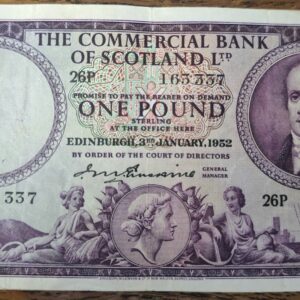 THE COMMERCIAL BANK
OF SCOTLAND LTD
26P 163337
PROMISE TO PAY THE BEARER ON DEMAND
ONE POUND
STERLING
AT THE OFFICE HERE
EDINBURGH, 3RD JANUARY, 1952
BY ORDER OF THE COURT OF DIRECTORS
GENERAL
MANAGER
337 26P